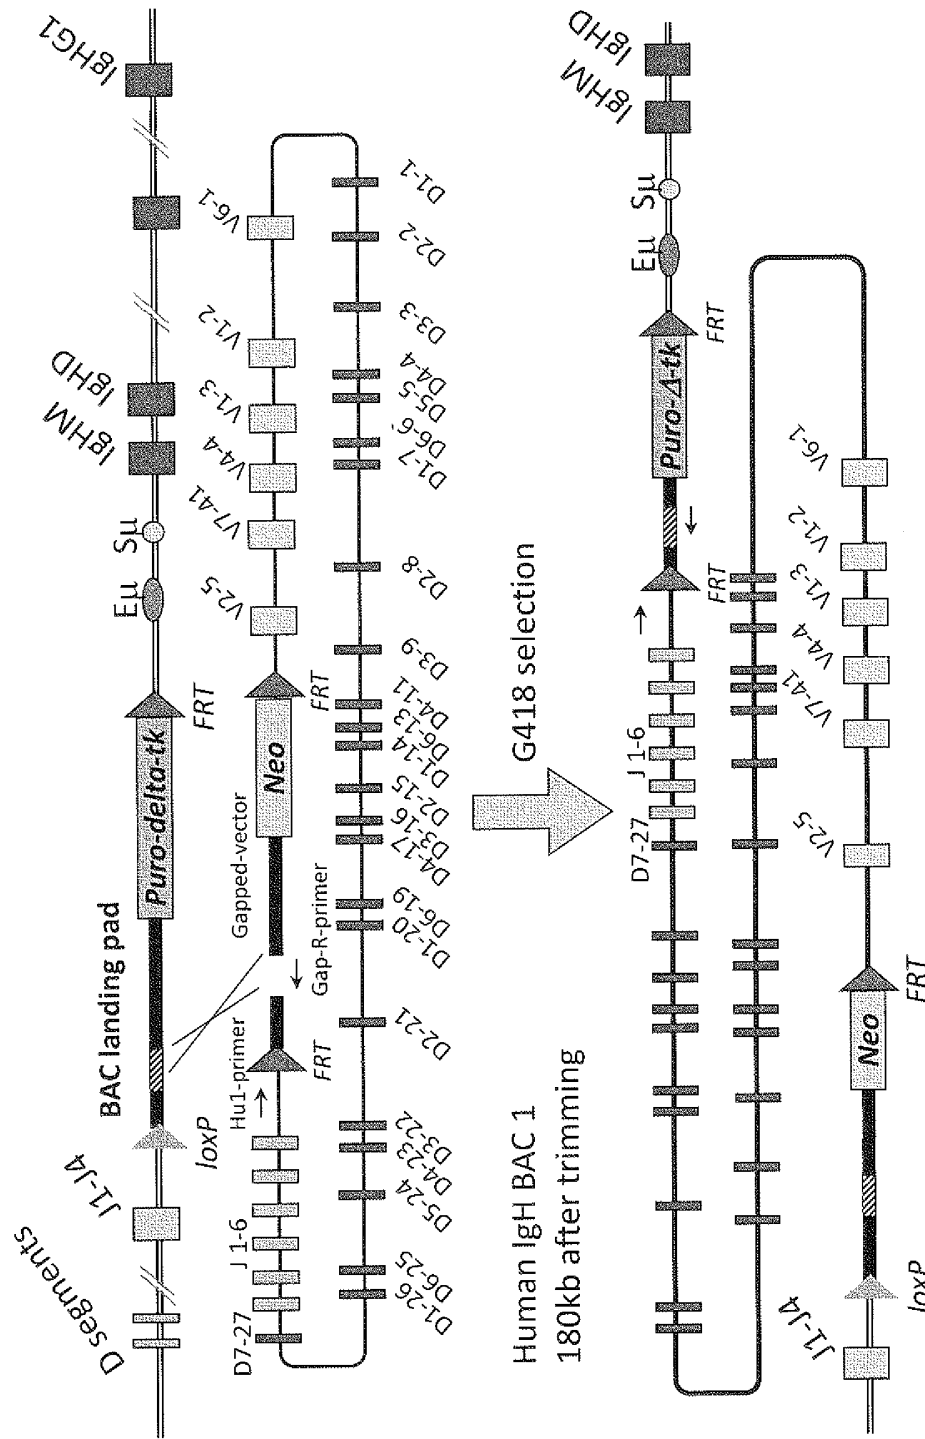 D segments
J1-J4
loxP
BAC landing pad
Puro-delta-tk
FRT
Eμ
Sμ
IgHM
IgHD
IgHG1
D7-27
J 1-6
Hu1-primer
FRT
Gapped-vector
Gap-R-primer
Neo
FRT
V2-5
V7-41
V4-4
V1-3
V1-2
V6-1
D1-26
D6-25
D5-24
D4-23
D3-22
D2-21
D1-20
D6-19
D4-17
D3-16
D2-15
D1-14
D6-13
D4-11
D3-9
D2-8
D1-7
D6-6
D5-5
D4-4
D3-3
D2-2
D1-1
Human IgH BAC 1
180kb after trimming
G418 selection
D7-27
J 1-6
FRT
Puro-Δ-tk
FRT
Eμ
Sμ
IgHM
IgHD
J1-J4
loxP
Neo
FRT
V2-5
V7-41
V4-4
V1-3
V1-2
V6-1